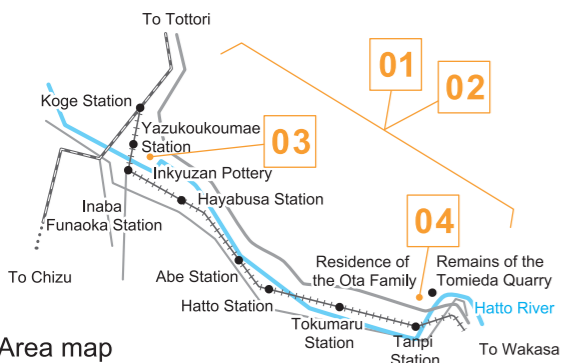 To Tottori
01
02
Koge Station
Yazukoukoumae
Station
03
Inkyuzan Pottery
Hayabusa Station
Inaba
Funaoka Station
04
Residence of
the Ota Family
Remains of the
Tomieda Quarry
To Chizu
Abe Station
Hatto River
Hatto Station
Tokumaru
Station
Tanpi
Station
To Wakasa
Area map